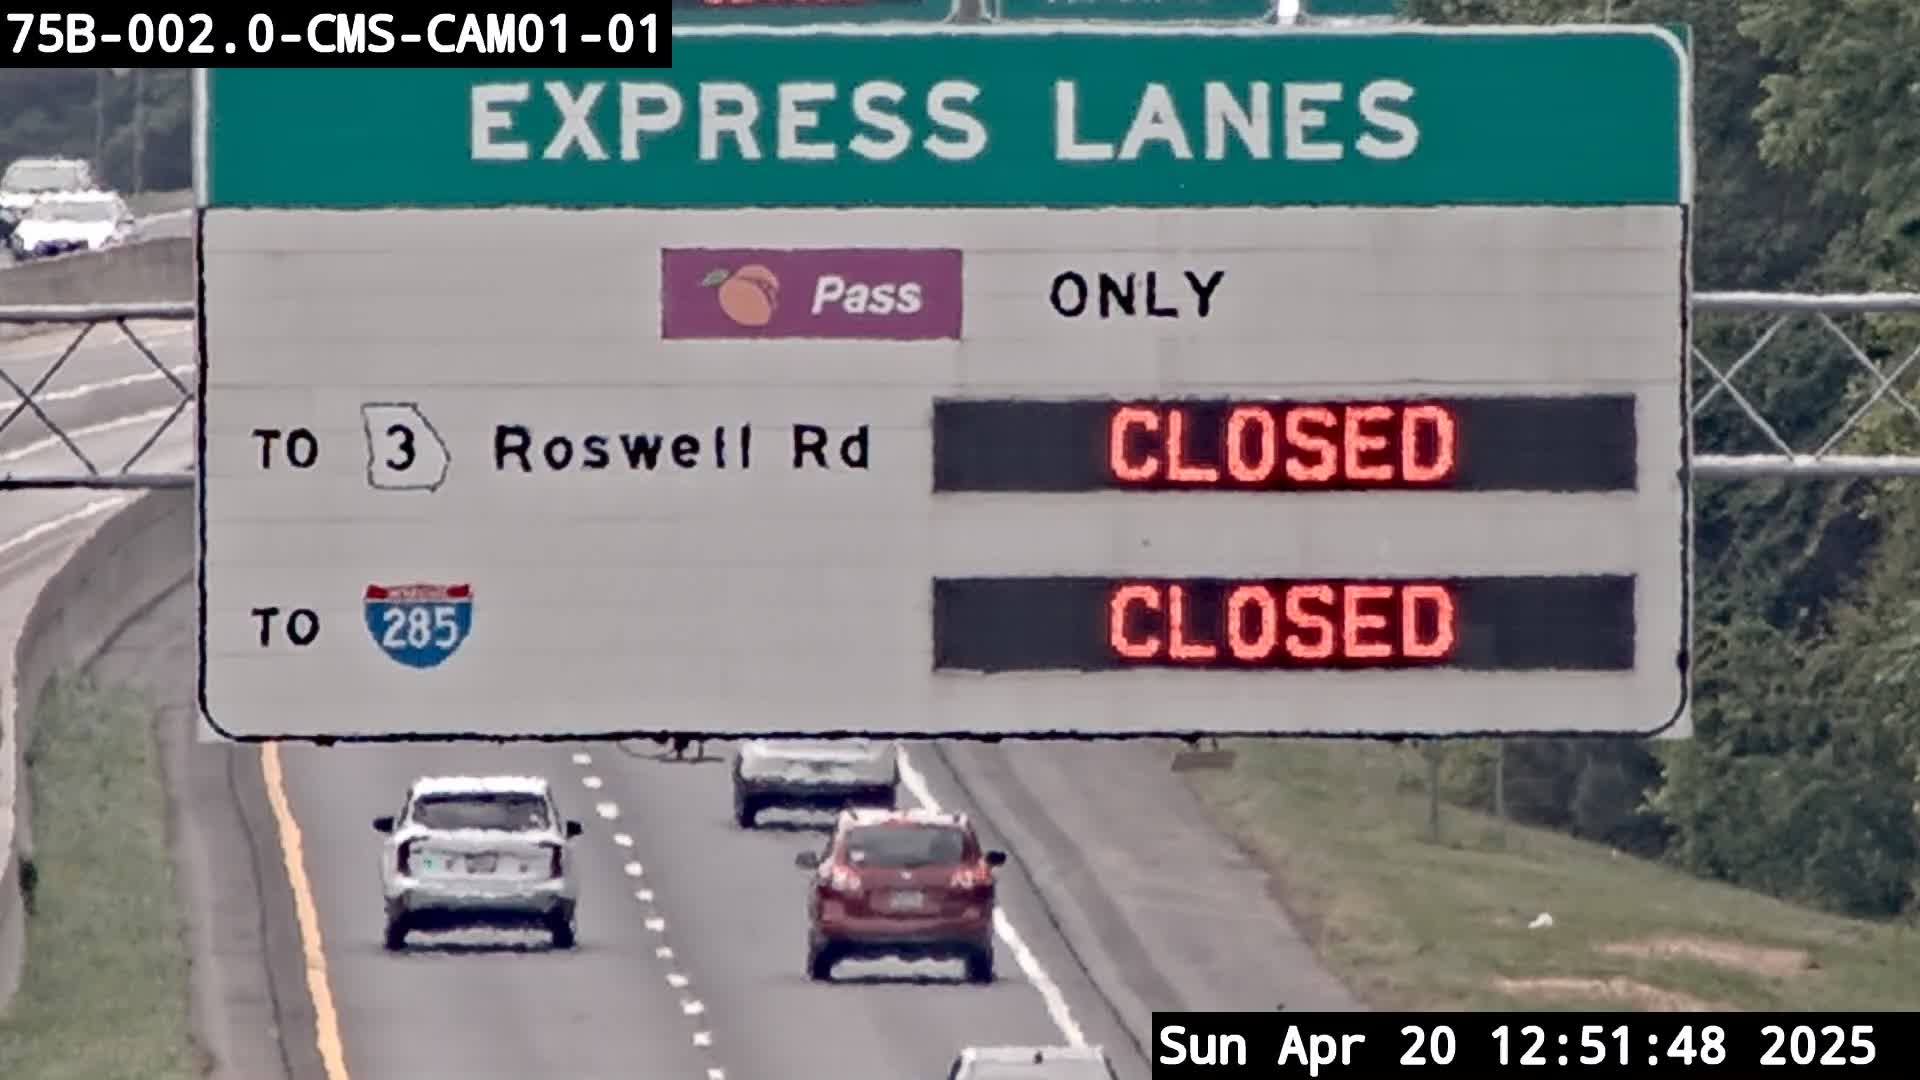 75B-002.0-CMS-CAM01-01
EXPRESS LANES
Pass ONLY
TO 3 Roswell Rd CLOSED
TO 285 CLOSED
Sun Apr 20 12:51:48 2025